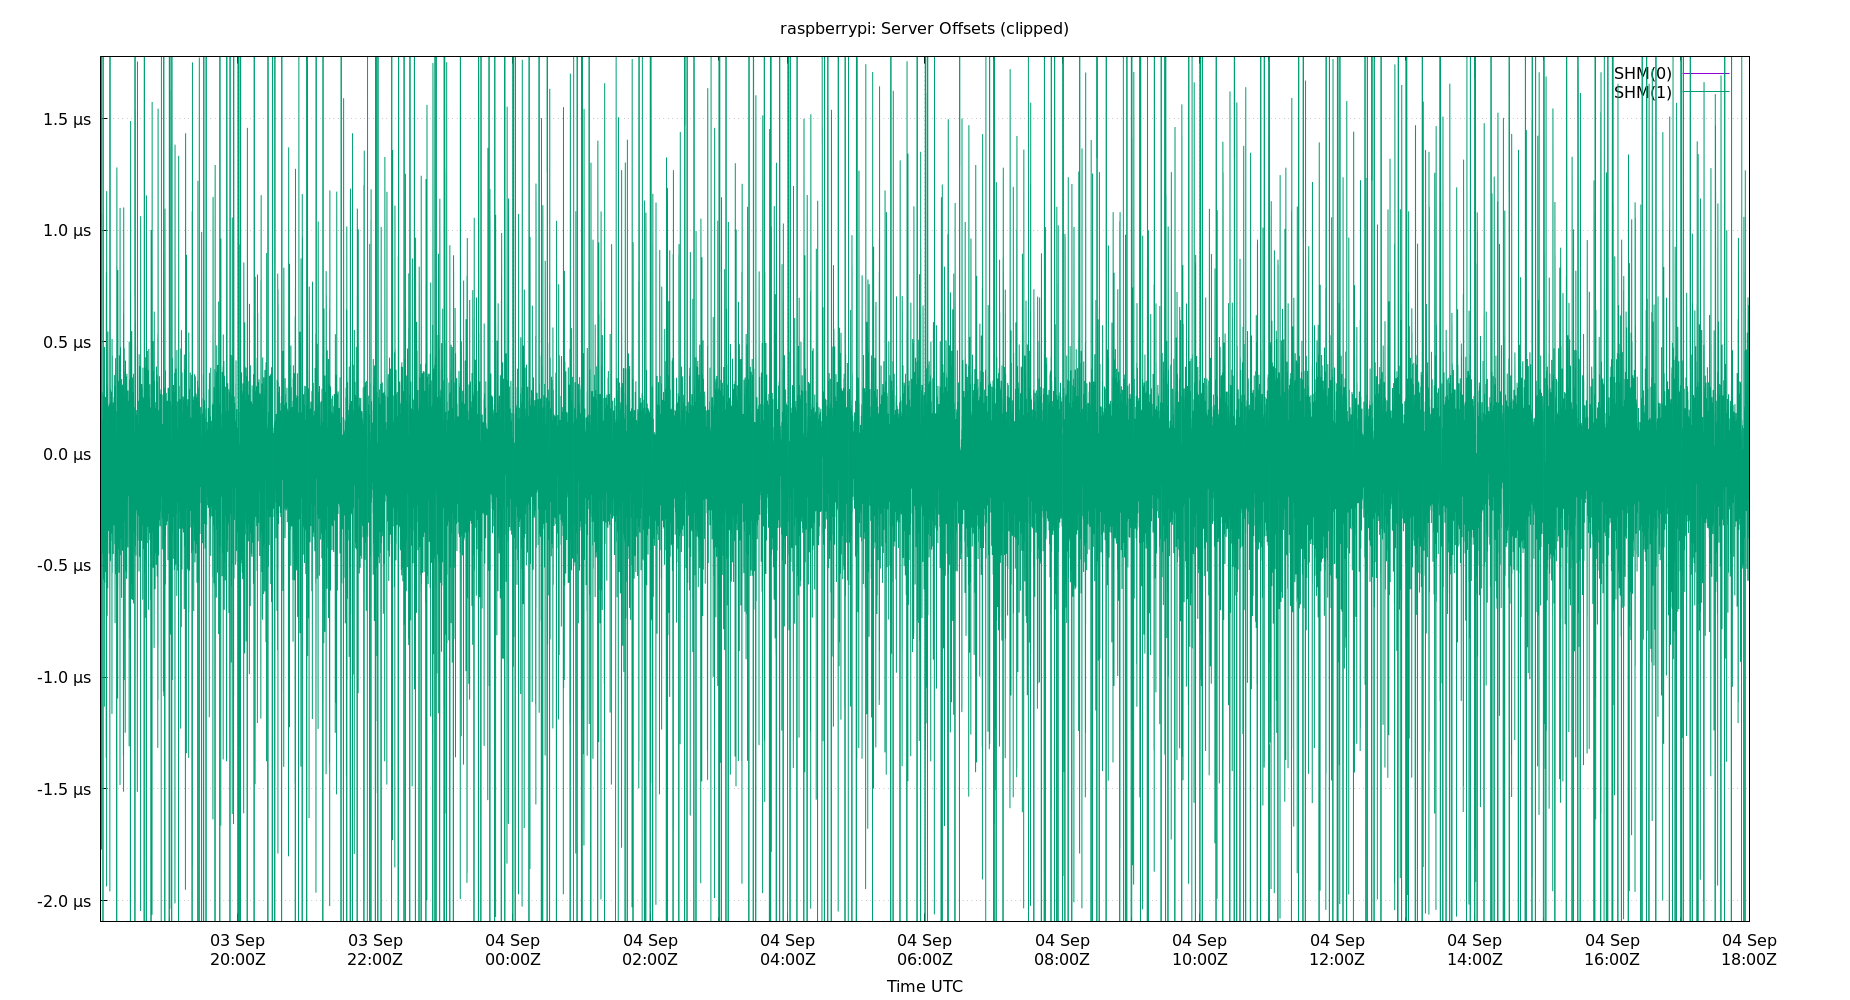 raspberrypi: Server Offsets (clipped)
SHM(0)
SHM(1)
1.5 µs
1.0 µs
0.5 µs
0.0 µs
-0.5 µs
-1.0 µs
-1.5 µs
-2.0 µs
03 Sep 03 Sep 04 Sep 04 Sep 04 Sep 04 Sep 04 Sep 04 Sep 04 Sep 04 Sep 04 Sep 04 Sep
20:00Z 22:00Z 00:00Z 02:00Z 04:00Z 06:00Z 08:00Z 10:00Z 12:00Z 14:00Z 16:00Z 18:00Z
Time UTC